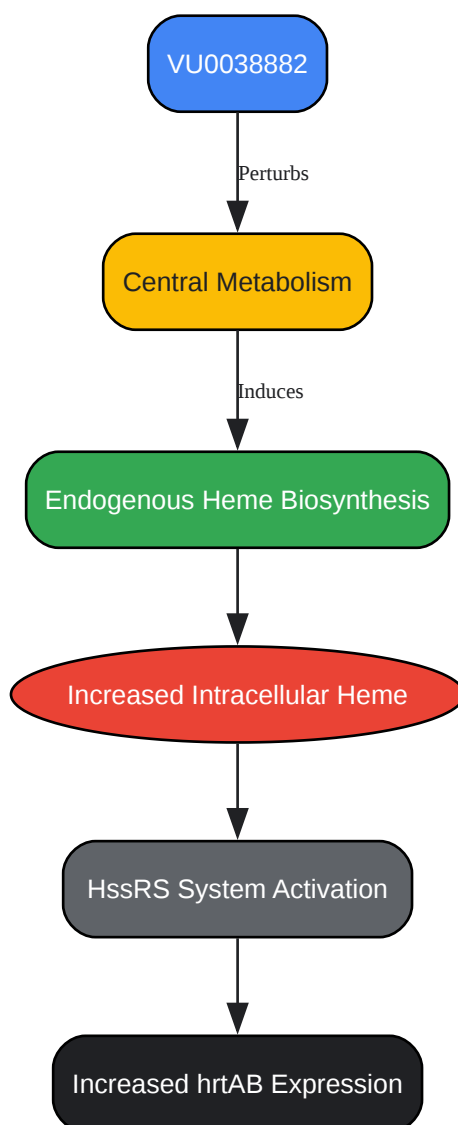 VU0038882
Perturbs
Central Metabolism
Induces
Endogenous Heme Biosynthesis
Increased Intracellular Heme
HssRS System Activation
Increased hrtAB Expression